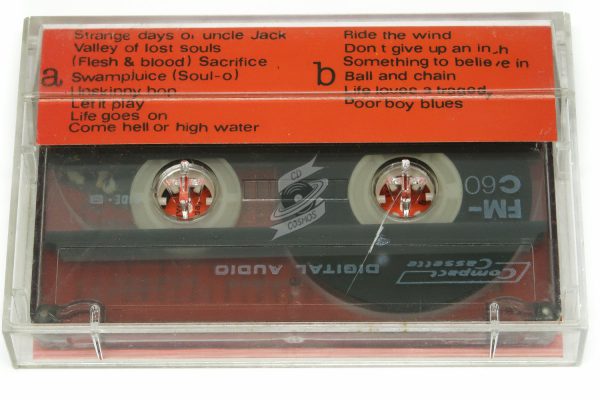 Strange days of uncle Jack
Valley of lost souls
(Flesh & blood) Sacrifice
a
Swampjuice (Soul-o)
Unskinny bop
Let it play
Life goes on
Come hell or high water
Ride the wind
Don t give up an inch
Something to believe in
b
Ball and chain
Life loves a tragedy
Poor boy blues
CD
COSMOS
FM-
C60
DIGITAL AUDIO
Compact
Cassette